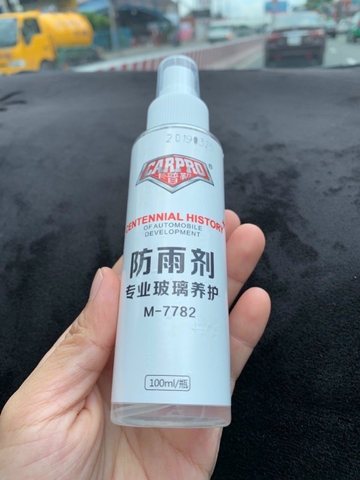 CARPRO®
卡普勒
CENTENNIAL HISTORY
OF AUTOMOBILE
DEVELOPMENT
防雨剂
专业玻璃养护
M-7782
100ml/瓶